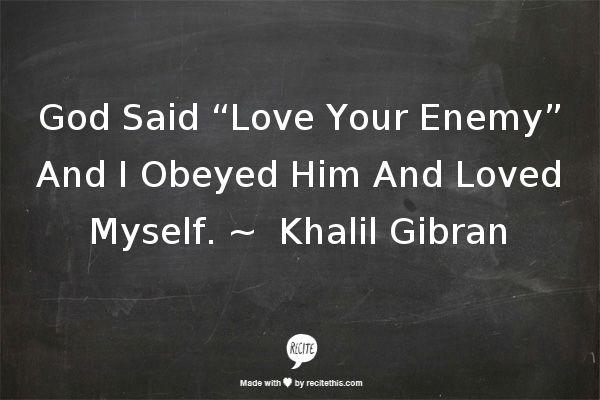 God Said “Love Your Enemy”
And I Obeyed Him And Loved
Myself. ~ Khalil Gibran
RECITE
Made with ♥ by recitethis.com